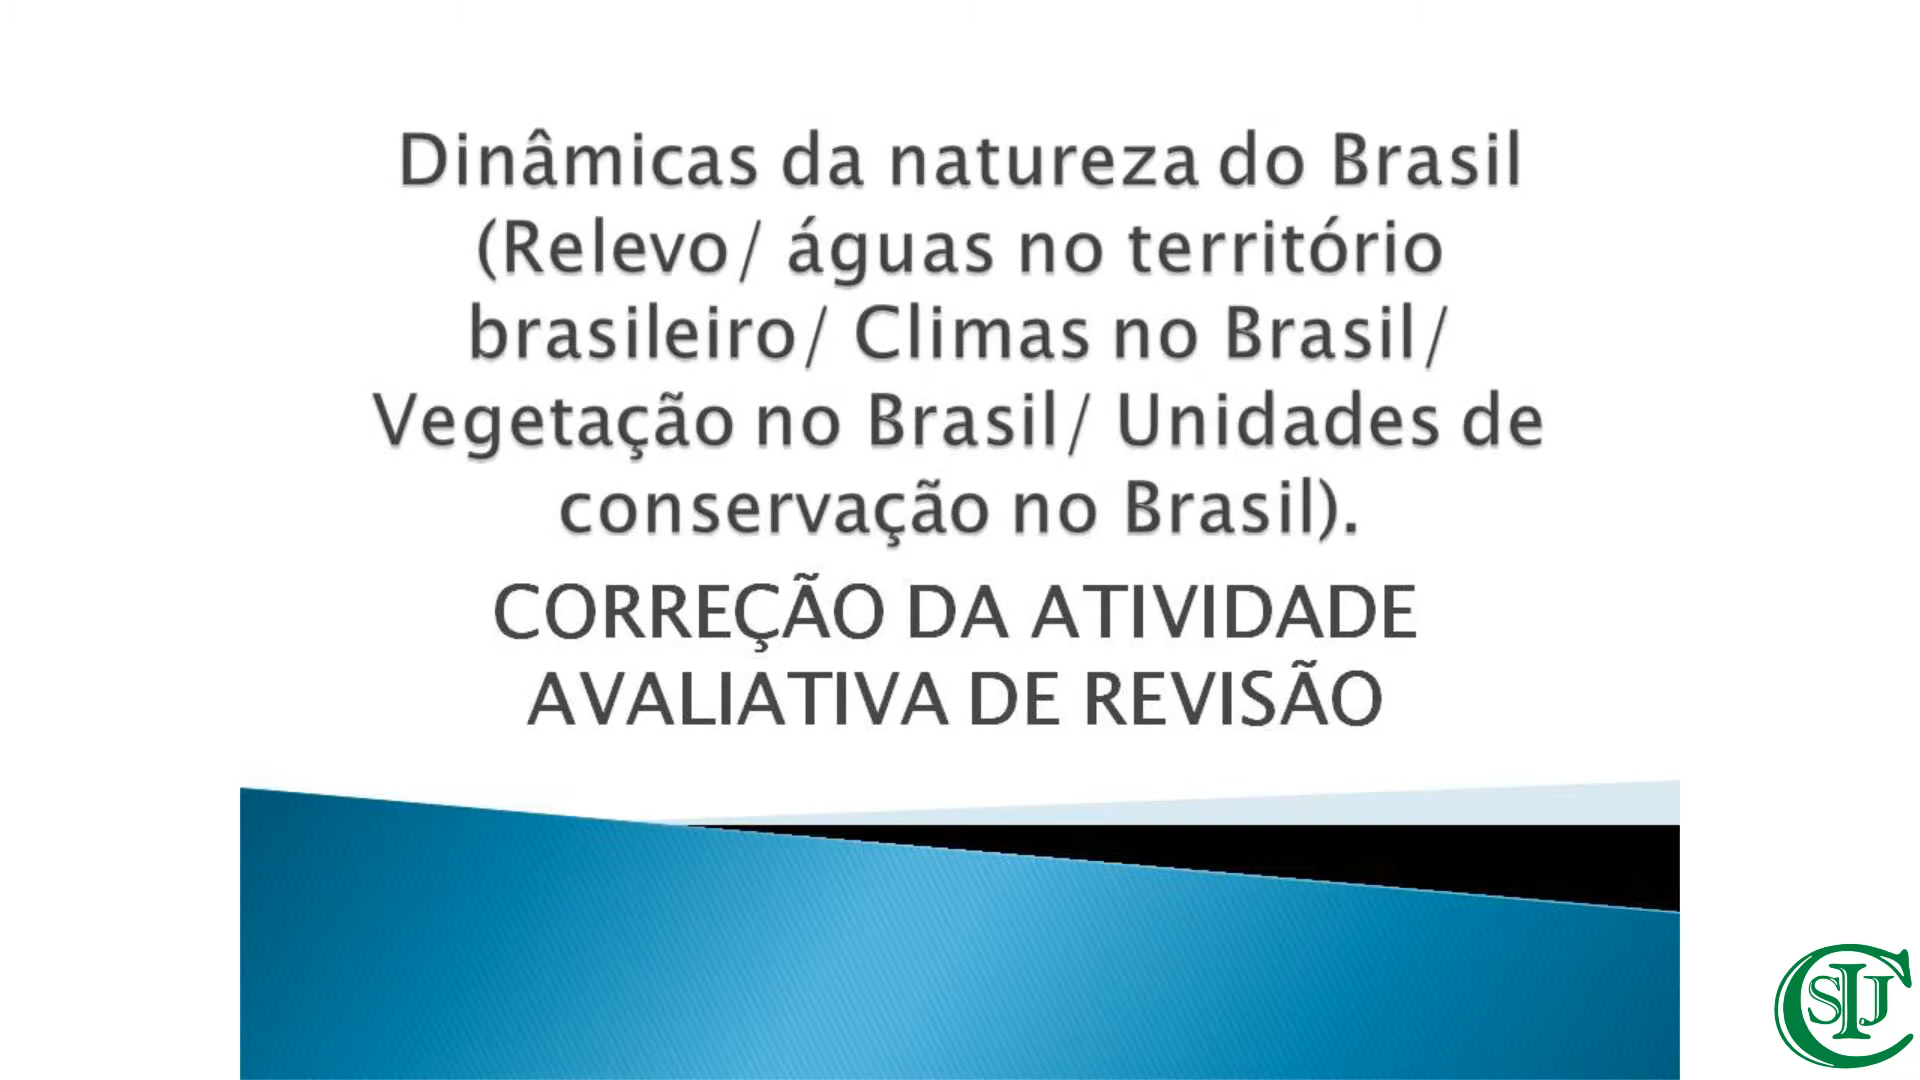 Dinâmicas da natureza do Brasil
(Relevo/ águas no território
brasileiro/ Climas no Brasil/
Vegetação no Brasil/ Unidades de
conservação no Brasil).
CORREÇÃO DA ATIVIDADE
AVALIATIVA DE REVISÃO
CSIJ